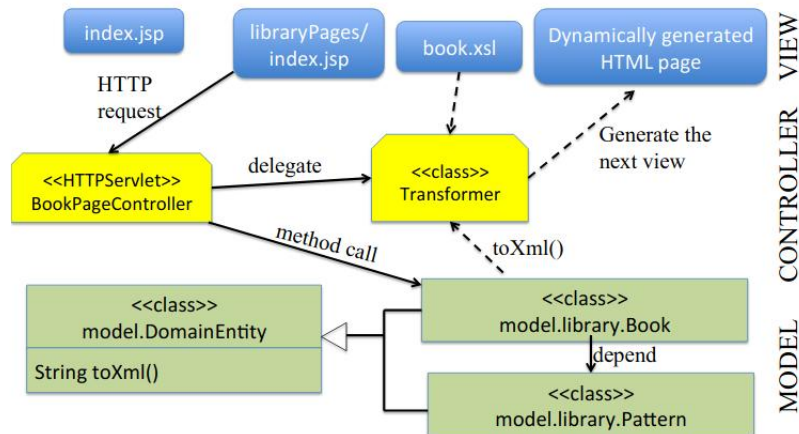 index.jsp
libraryPages/
index.jsp
book.xsl
Dynamically generated
HTML page
VIEW
HTTP
request
<<HTTPServlet>>
BookPageController
delegate
<<class>>
Transformer
Generate the
next view
CONTROLLER
method call
toXml()
<<class>>
model.DomainEntity
String toXml()
<<class>>
model.library.Book
depend
<<class>>
model.library.Pattern
MODEL